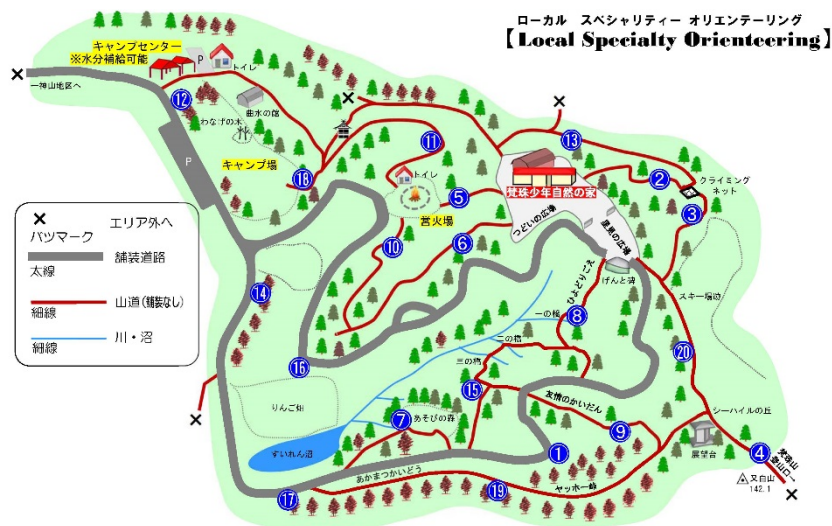 ローカル スペシャリティー オリエンテーリング
【Local Specialty Orienteering】
キャンプセンター
※水分補給可能
P
トイレ
×
一神山地区へ
⑫
わなげの木
曲水の館
×
×
⑪
⑬
P
キャンプ場
⑱
トイレ
⑤
営火場
梵珠少年自然の家
②
クライミング
ネット
③
つどいの広場
星見の広場
⑩
⑥
げんと碑
スキー場跡
× エリア外へ
バツマーク
舗装道路
太線
山道(舗装なし)
細線
川・沼
細線
⑭
ひよどりごえ
一の橋
⑧
二の橋
三の橋
⑳
⑯
⑮
りんご畑
友情のかいだん
シーハイルの丘
あそびの森
⑦
⑨
×
すいれん沼
①
展望台
④
梵珠山
登山口
あかまつかいどう
ヤッホー峠
又白山
142.1
⑰
⑲
×